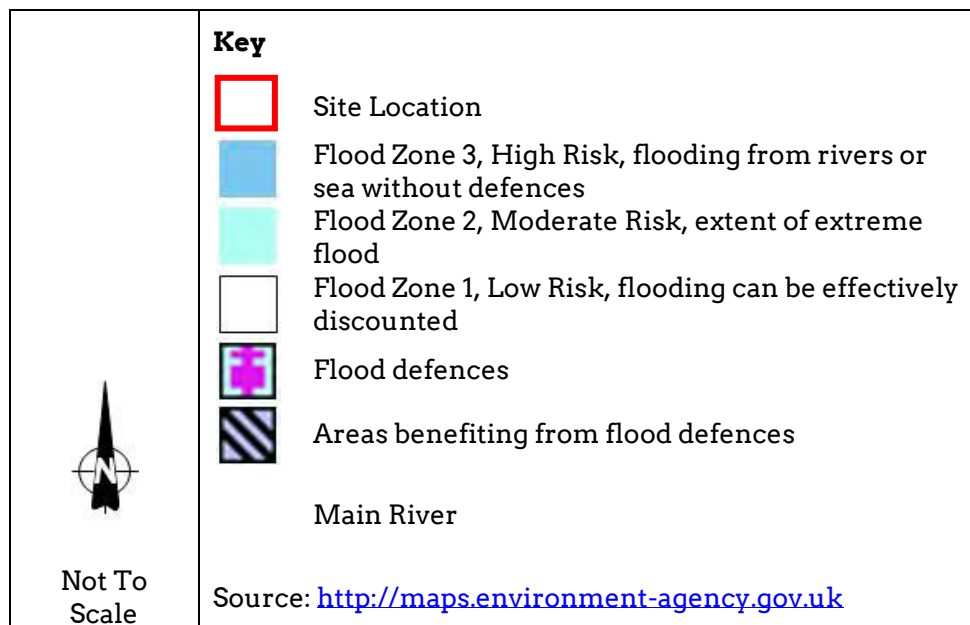 Key
Site Location
Flood Zone 3, High Risk, flooding from rivers or
sea without defences
Flood Zone 2, Moderate Risk, extent of extreme
flood
Flood Zone 1, Low Risk, flooding can be effectively
discounted
Flood defences
Areas benefiting from flood defences
N
Main River
Not To
Scale
Source: http://maps.environment-agency.gov.uk